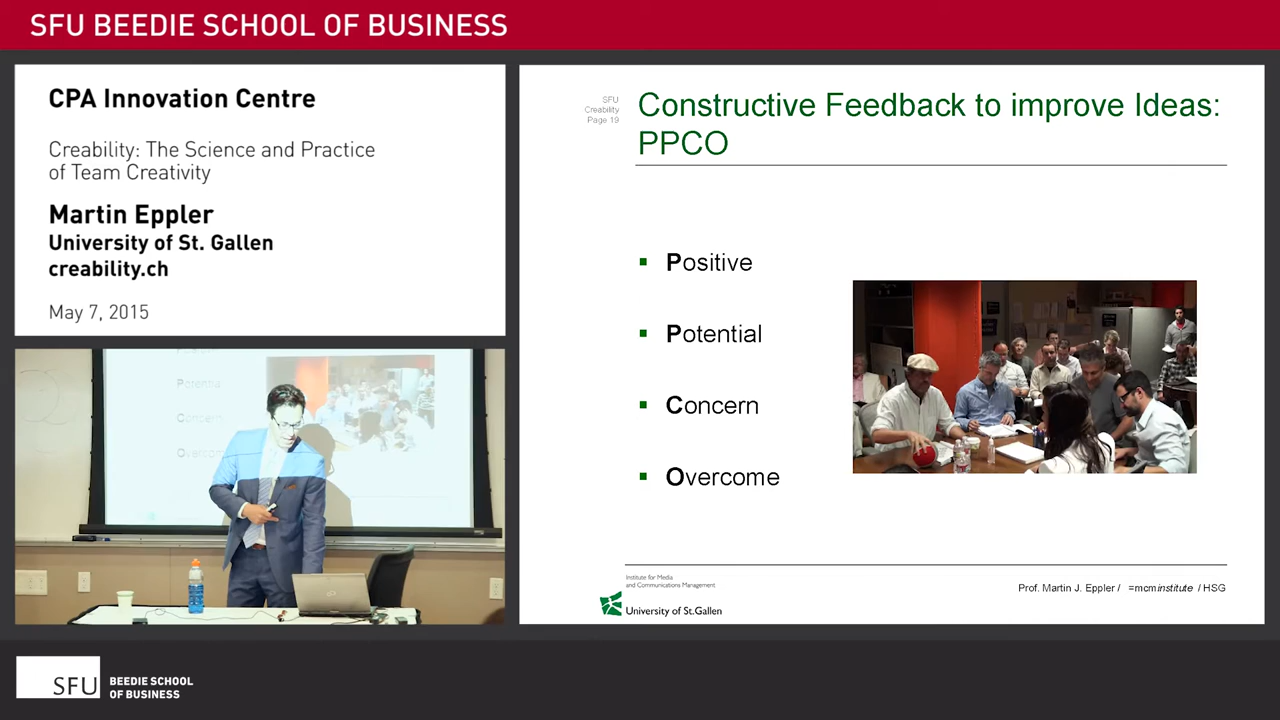 SFU BEEDIE SCHOOL OF BUSINESS
CPA Innovation Centre
Creability: The Science and Practice
of Team Creativity
Martin Eppler
University of St. Gallen
creability.ch
May 7, 2015
SFU
Creability
Page 19
Constructive Feedback to improve Ideas:
PPCO
Positive
Potential
Concern
Overcome
Institute for Media
and Communications Management
University of St.Gallen
Prof. Martin J. Eppler / =mcminstitute / HSG
Potential
Concern
SFU
BEEDIE SCHOOL
OF BUSINESS